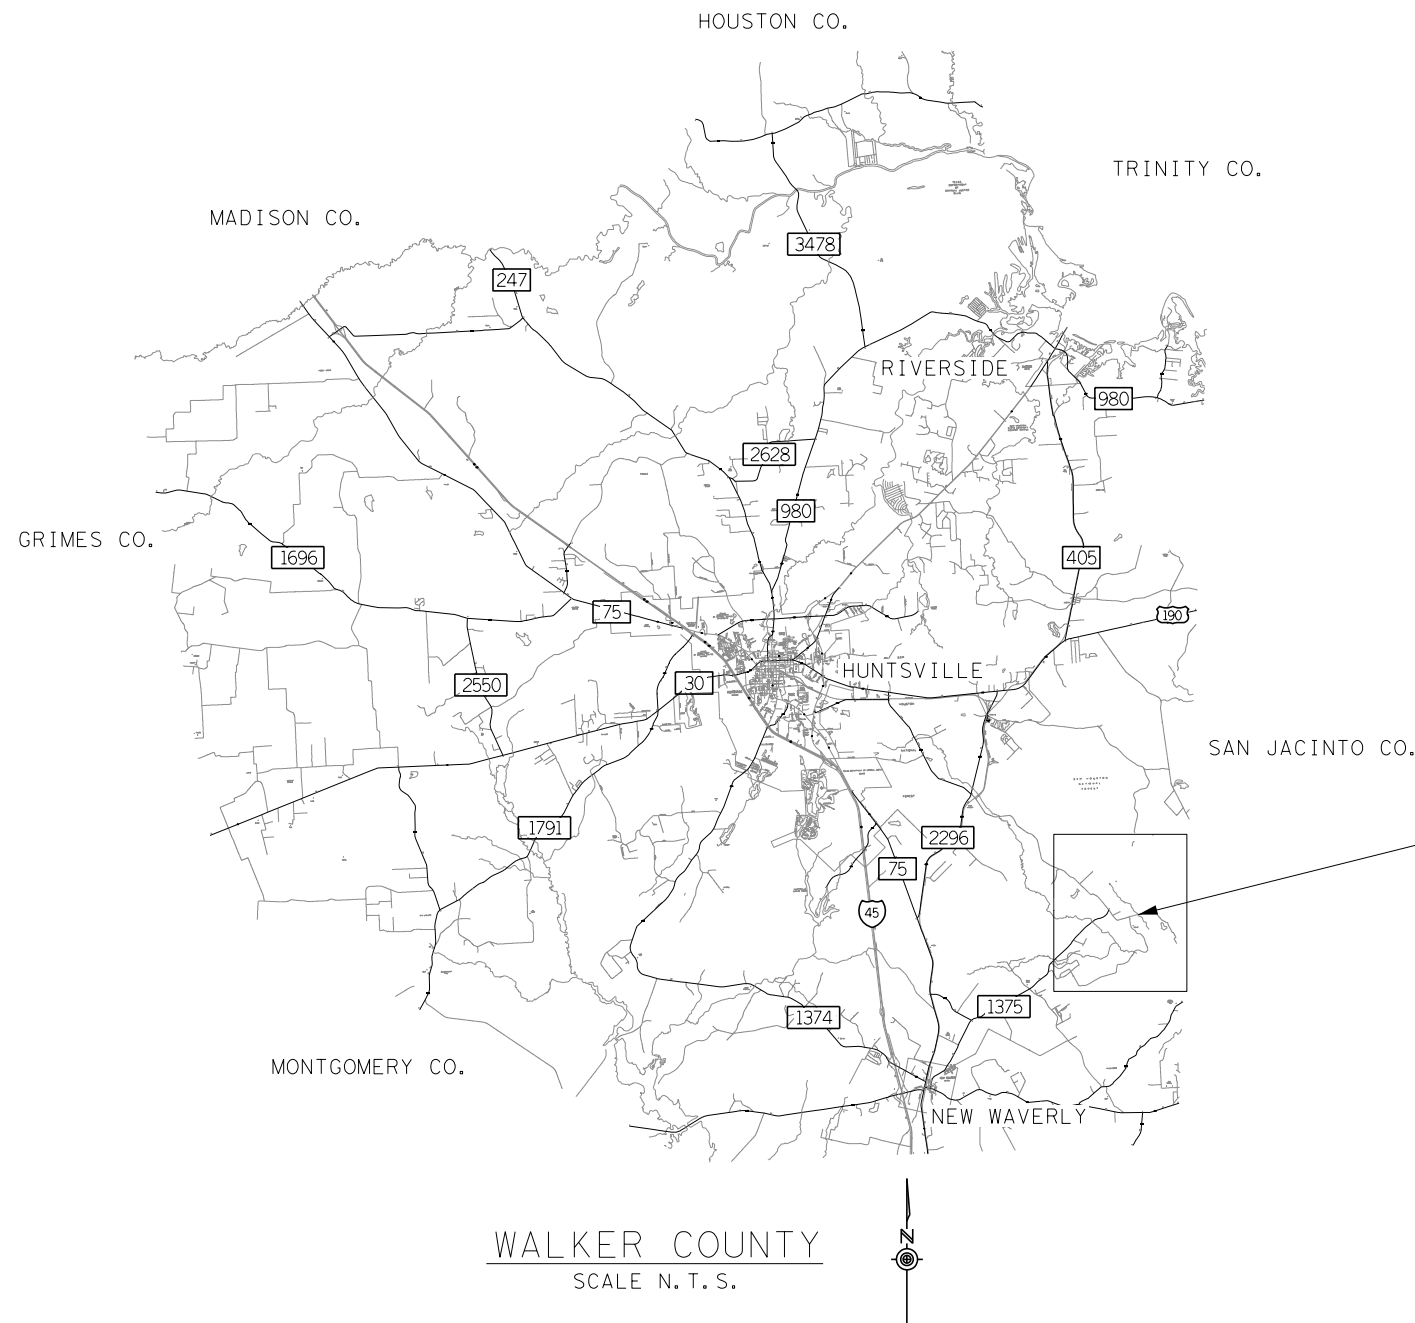 HOUSTON CO.
TRINITY CO.
MADISON CO.
3478
247
RIVERSIDE
980
2628
980
GRIMES CO.
1696
405
75
190
HUNTSVILLE
2550
30
SAN JACINTO CO.
1791
2296
75
45
1375
1374
MONTGOMERY CO.
NEW WAVERLY
N
WALKER COUNTY
SCALE N.T.S.